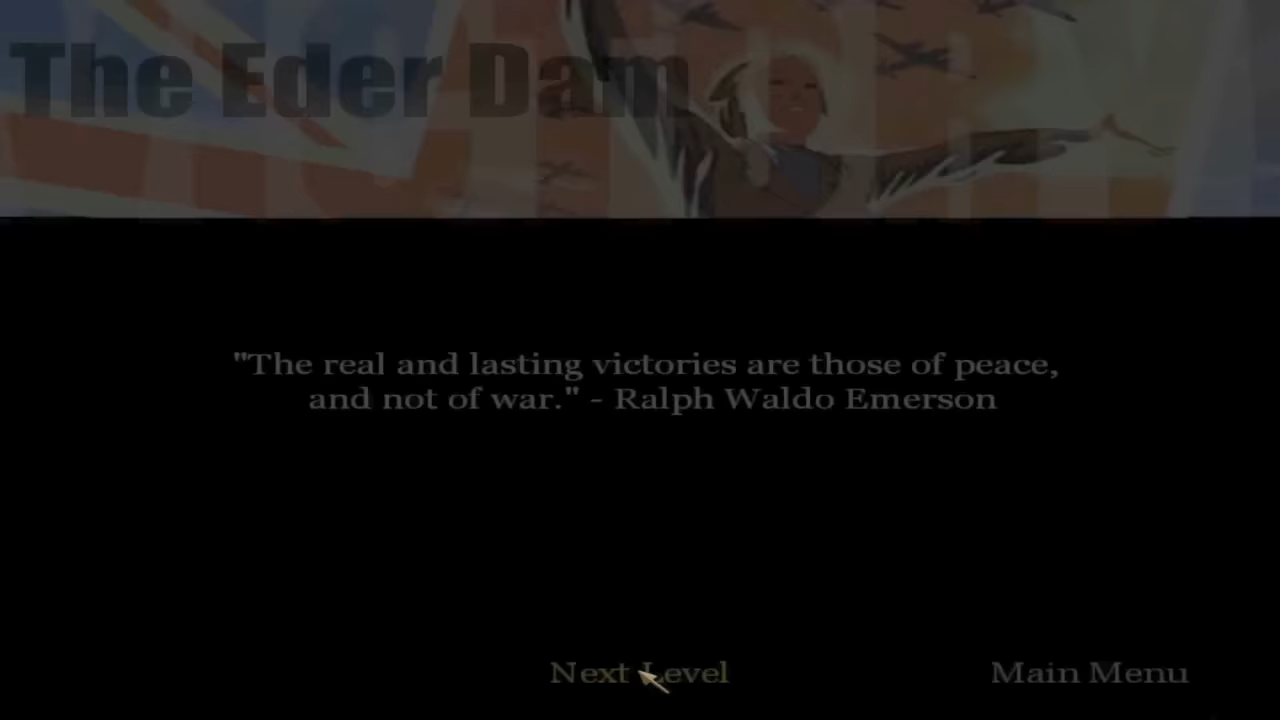 The Eder Dam
"The real and lasting victories are those of peace,
and not of war." - Ralph Waldo Emerson
Next Level
Main Menu